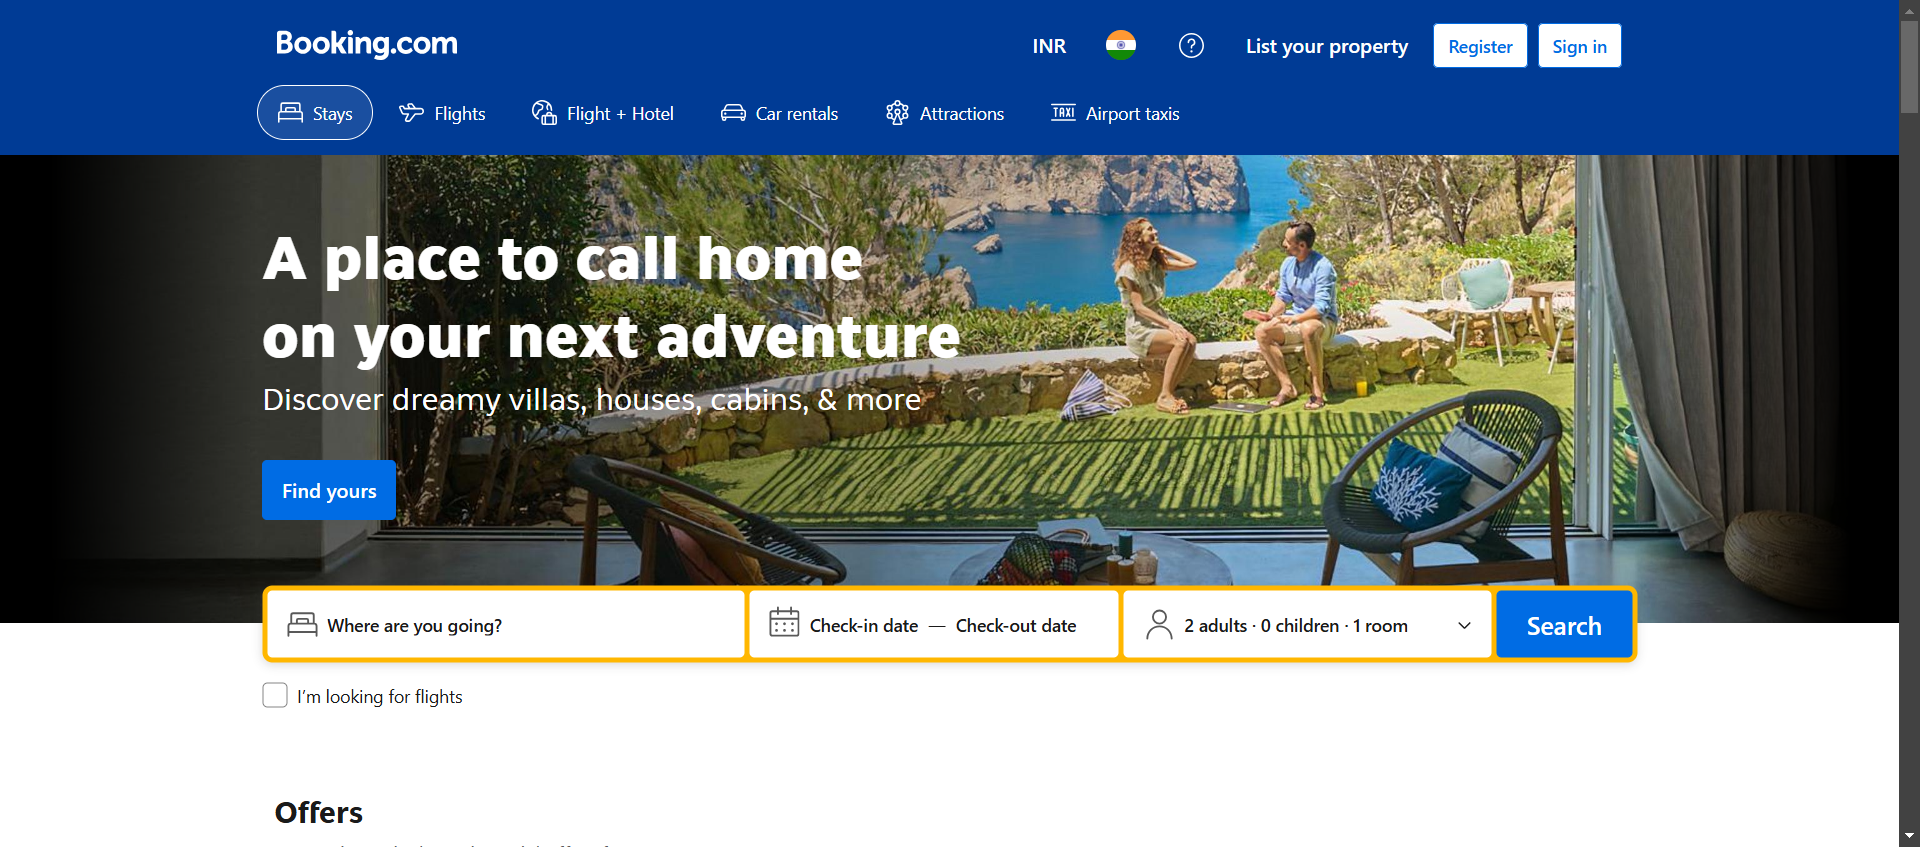 Booking.com
INR
List your property
Register
Sign in
Stays
Flights
Flight + Hotel
Car rentals
Attractions
TAXI
Airport taxis
A place to call home
on your next adventure
Discover dreamy villas, houses, cabins, & more
Find yours
Where are you going?
Check-in date — Check-out date
2 adults · 0 children · 1 room
Search
I'm looking for flights
Offers